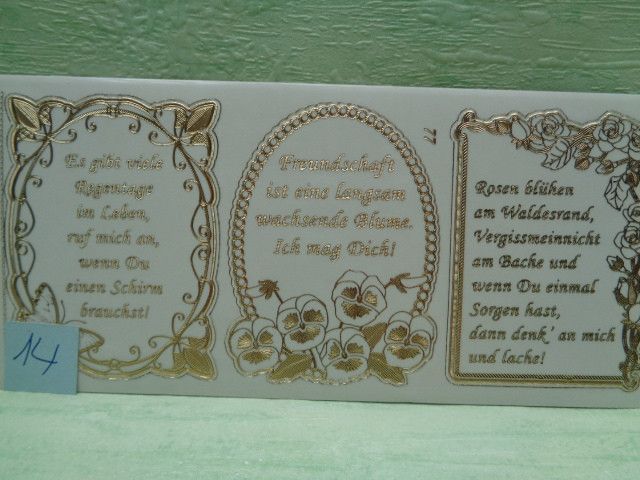 Es gibt viele
Regentage
im Leben,
ruf mich an,
wenn Du
einen Schirm
brauchst!
14
Freundschaft
ist eine langsam
wachsende Blume.
Ich mag Dich!
77
Rosen blühen
am Waldesrand,
Vergissmeinnicht
am Bache und
wenn Du einmal
Sorgen hast,
dann denk´ an mich
und lache!